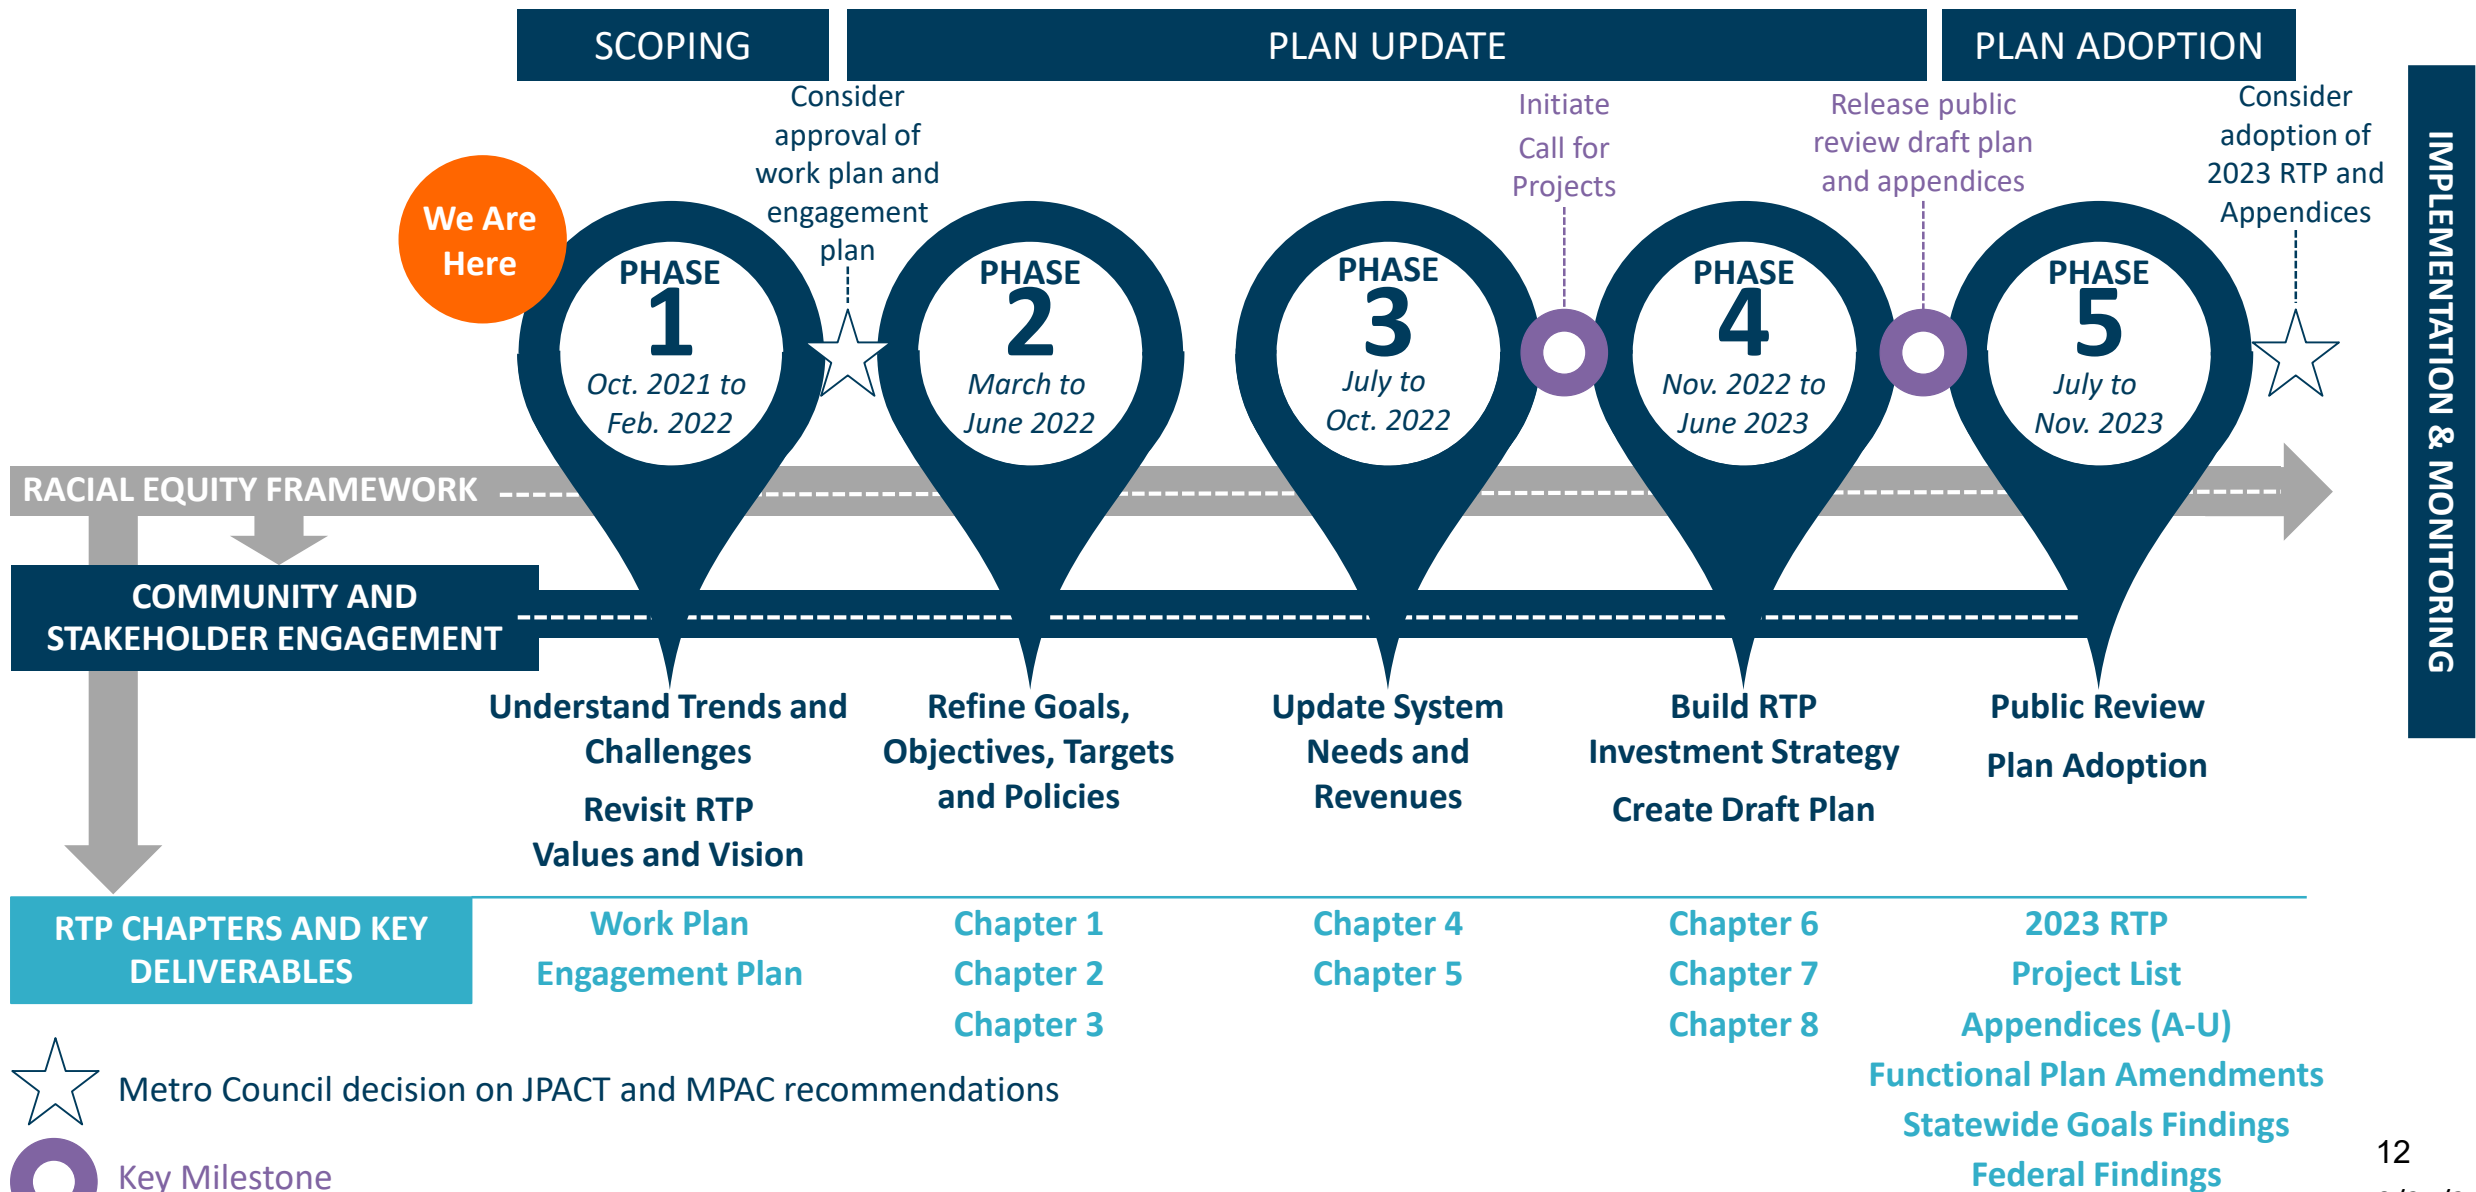 SCOPING
PLAN UPDATE
PLAN ADOPTION
Consider
approval of
work plan and
engagement
plan
Initiate
Call for
Projects
Release public
review draft plan
and appendices
Consider
adoption of
2023 RTP and
Appendices
IMPLEMENTATION & MONITORING
We Are
Here
PHASE
1
Oct. 2021 to
Feb. 2022
PHASE
2
March to
June 2022
PHASE
3
July to
Oct. 2022
PHASE
4
Nov. 2022 to
June 2023
PHASE
5
July to
Nov. 2023
RACIAL EQUITY FRAMEWORK
COMMUNITY AND
STAKEHOLDER ENGAGEMENT
Understand Trends and
Challenges
Revisit RTP
Values and Vision
Refine Goals,
Objectives, Targets
and Policies
Update System
Needs and
Revenues
Build RTP
Investment Strategy
Create Draft Plan
Public Review
Plan Adoption
RTP CHAPTERS AND KEY
DELIVERABLES
Work Plan
Engagement Plan
Chapter 1
Chapter 2
Chapter 3
Chapter 4
Chapter 5
Chapter 6
Chapter 7
Chapter 8
2023 RTP
Project List
Appendices (A-U)
Functional Plan Amendments
Statewide Goals Findings
Federal Findings
Metro Council decision on JPACT and MPAC recommendations
Key Milestone
12